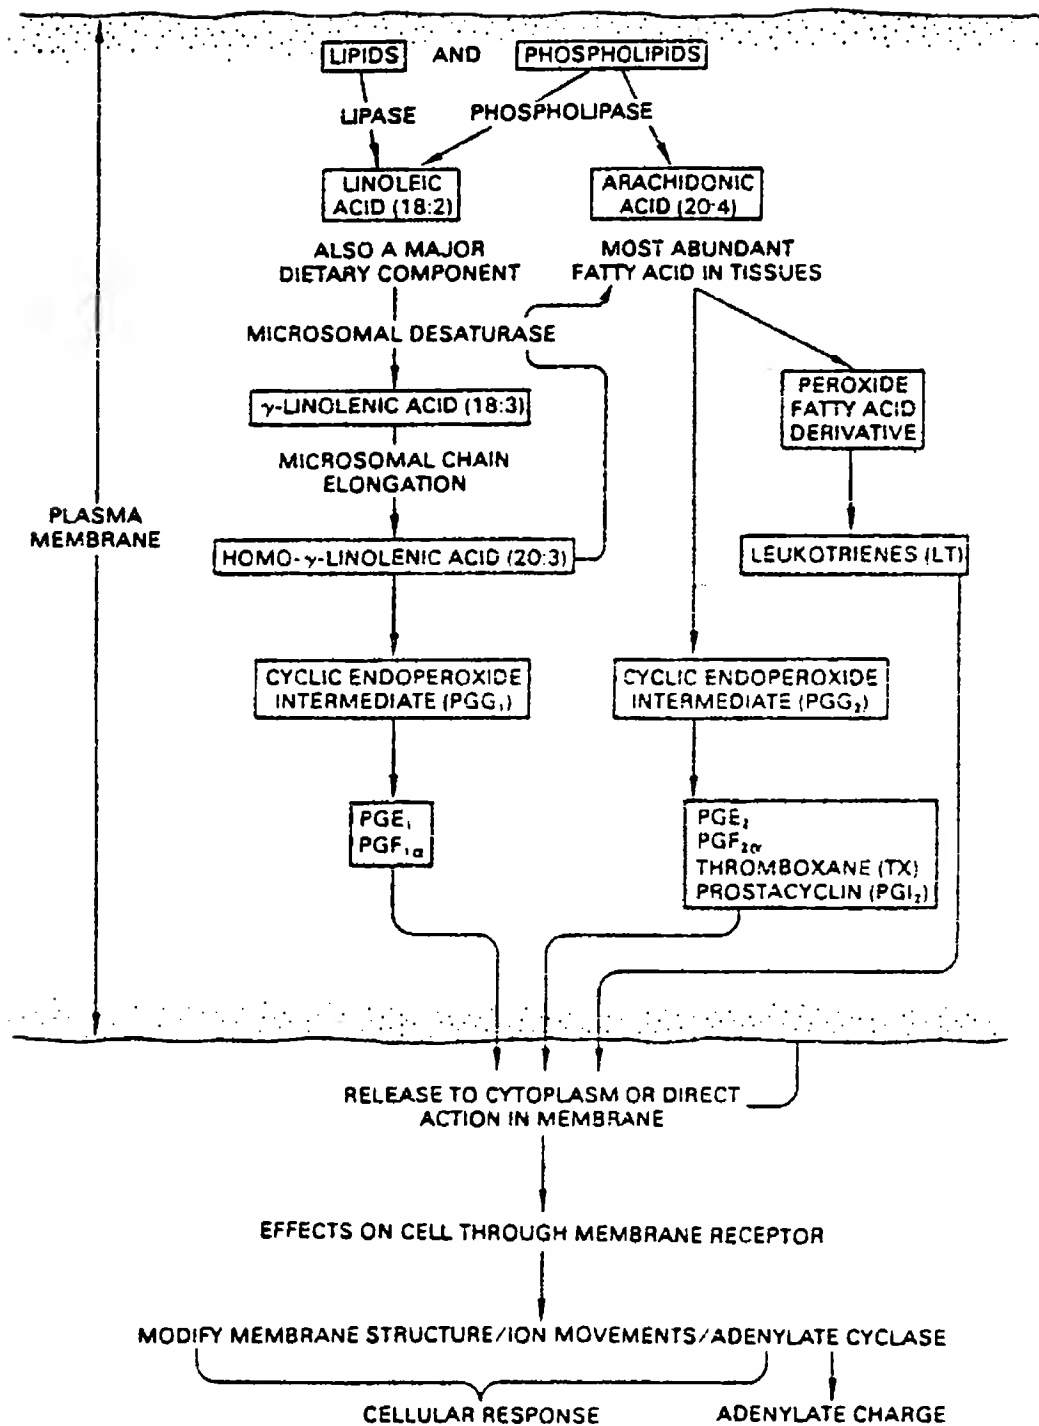 LIPIDS AND PHOSPHOLIPIDS
LIPASE PHOSPHOLIPASE
LINOLEIC
ACID (18:2)
ARACHIDONIC
ACID (20-4)
ALSO A MAJOR
DIETARY COMPONENT
MOST ABUNDANT
FATTY ACID IN TISSUES
MICROSOMAL DESATURASE
PEROXIDE
FATTY ACID
DERIVATIVE
γ-LINOLENIC ACID (18:3)
MICROSOMAL CHAIN
ELONGATION
PLASMA
MEMBRANE
HOMO-γ-LINOLENIC ACID (20:3)
LEUKOTRIENES (LT)
CYCLIC ENDOPEROXIDE
INTERMEDIATE (PGG₁)
CYCLIC ENDOPEROXIDE
INTERMEDIATE (PGG₂)
PGE₁
PGF₁α
PGE₂
PGF₂α
THROMBOXANE (TX)
PROSTACYCLIN (PGI₂)
RELEASE TO CYTOPLASM OR DIRECT
ACTION IN MEMBRANE
EFFECTS ON CELL THROUGH MEMBRANE RECEPTOR
MODIFY MEMBRANE STRUCTURE/ION MOVEMENTS/ADENYLATE CYCLASE
CELLULAR RESPONSE ADENYLATE CHARGE